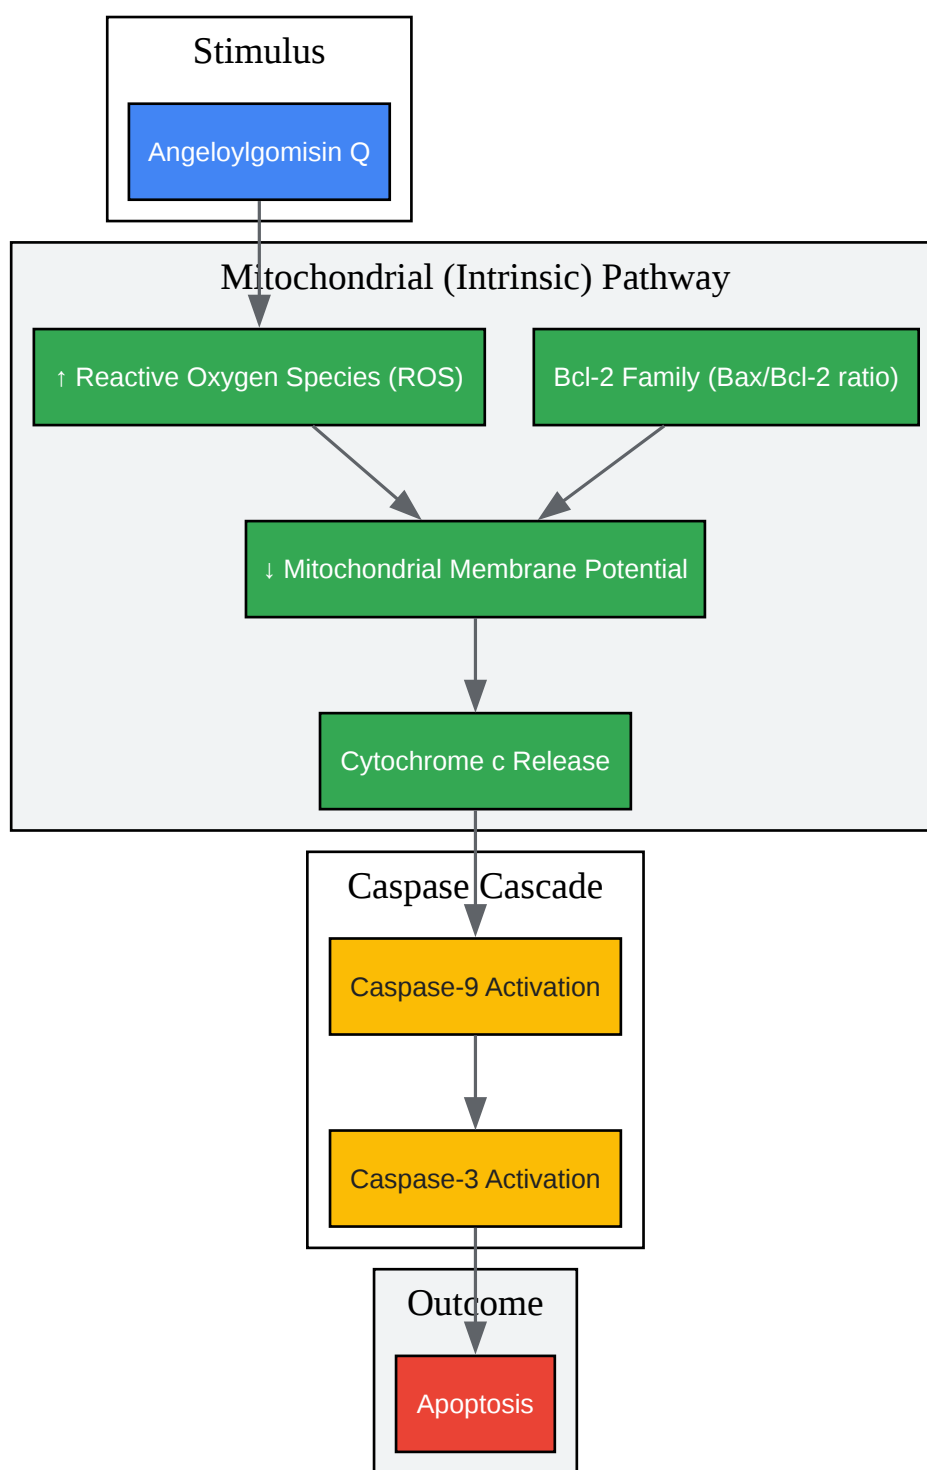 Stimulus
Angeloylgomisin Q
Mitochondrial (Intrinsic) Pathway
↑ Reactive Oxygen Species (ROS)
Bcl-2 Family (Bax/Bcl-2 ratio)
↓ Mitochondrial Membrane Potential
Cytochrome c Release
Caspase Cascade
Caspase-9 Activation
Caspase-3 Activation
Outcome
Apoptosis